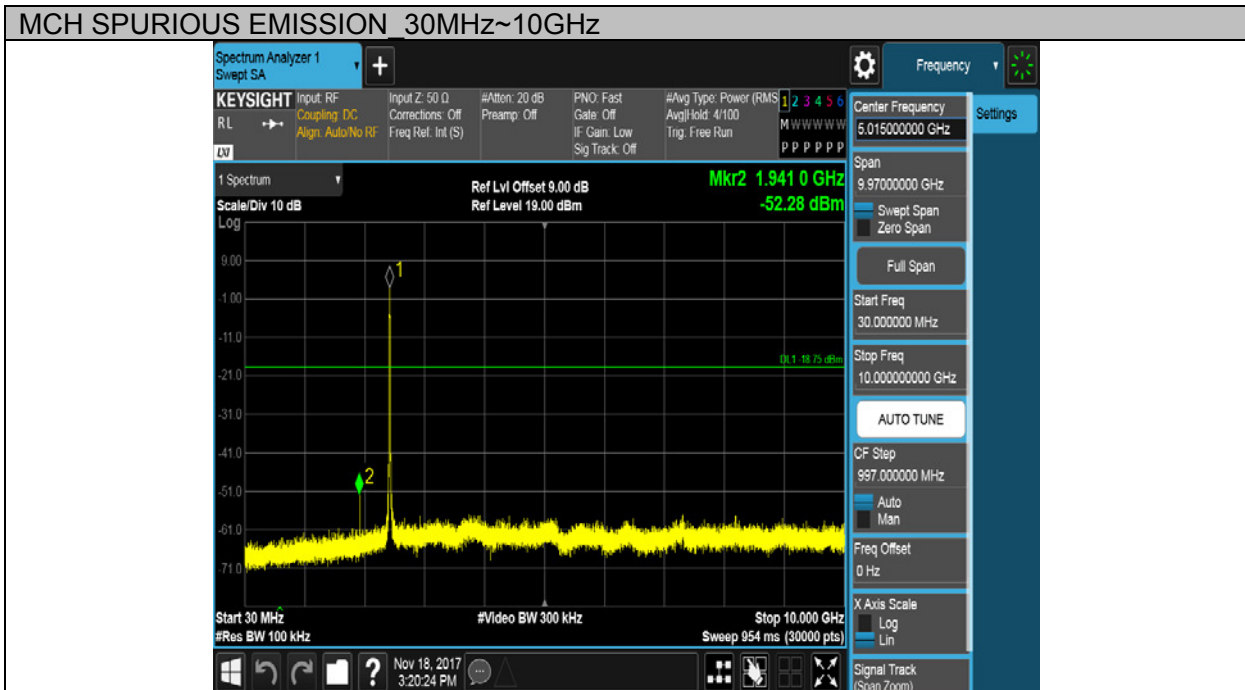 MCH SPURIOUS EMISSION_30MHz~10GHz
Spectrum Analyzer 1
Swept SA
+
Frequency
KEYSIGHT
RL
LXI
Input: RF
Coupling: DC
Align: Auto/No RF
Input Z: 50 Ω
Corrections: Off
Freq Ref: Int (S)
#Atten: 20 dB
Preamp: Off
PNO: Fast
Gate: Off
IF Gain: Low
Sig Track: Off
#Avg Type: Power (RMS
Avg|Hold: 4/100
Trig: Free Run
1 2 3 4 5 6
M W W W W W
P P P P P P
1 Spectrum
Scale/Div 10 dB
Log
Ref Lvl Offset 9.00 dB
Ref Level 19.00 dBm
Mkr2 1.941 0 GHz
-52.28 dBm
9.00
-1.00
-11.0
-21.0
-31.0
-41.0
-51.0
-61.0
-71.0
1
2
DL1 -18.75 dBm
Start 30 MHz
#Res BW 100 kHz
#Video BW 300 kHz
Stop 10.000 GHz
Sweep 954 ms (30000 pts)
?
Nov 18, 2017
3:20:24 PM
Center Frequency
5.015000000 GHz
Settings
Span
9.97000000 GHz
Swept Span
Zero Span
Full Span
Start Freq
30.000000 MHz
Stop Freq
10.000000000 GHz
AUTO TUNE
CF Step
997.000000 MHz
Auto
Man
Freq Offset
0 Hz
X Axis Scale
Log
Lin
Signal Track
(Span Zoom)